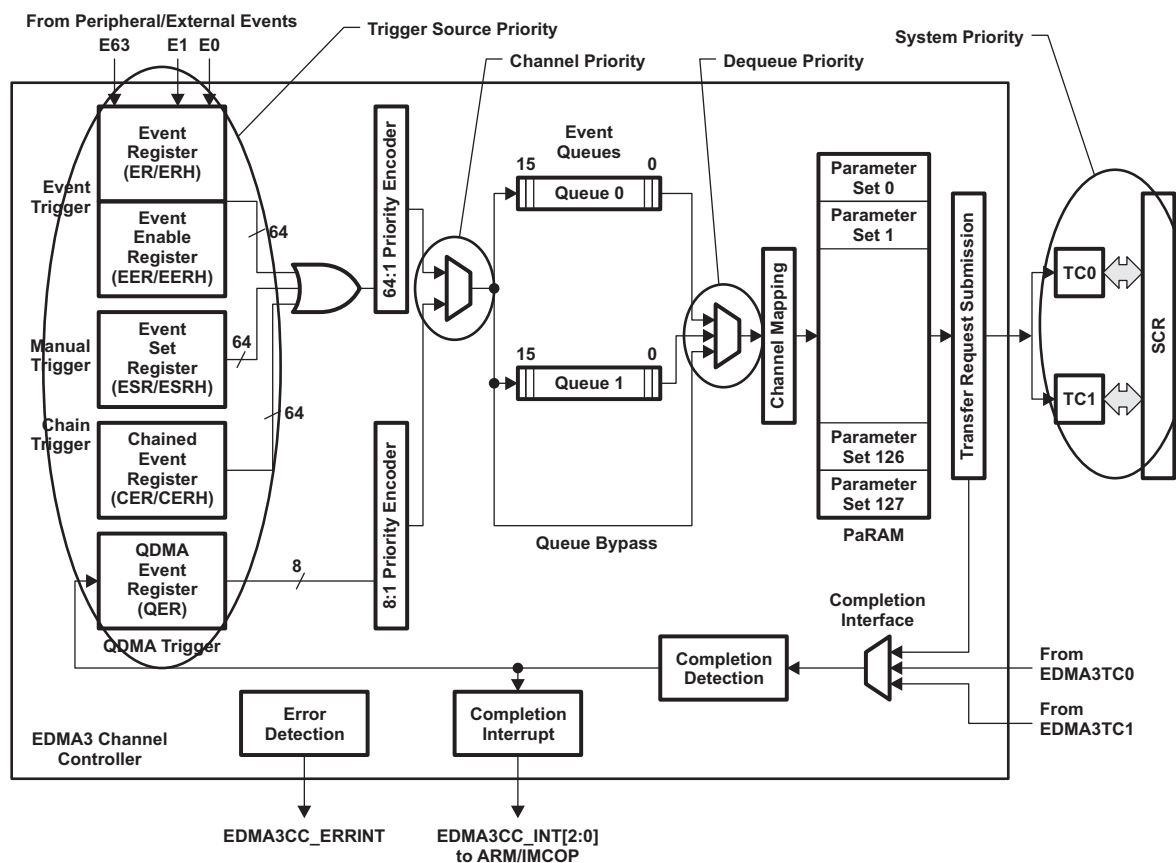 From Peripheral/External Events
E63 E1 E0
Trigger Source Priority
Channel Priority
Dequeue Priority
System Priority
Event
Register
(ER/ERH)
Event
Trigger
Event
Enable
Register
(EER/EERH)
64
Manual
Trigger
Event
Set
Register
(ESR/ESRH)
64
Chain
Trigger
Chained
Event
Register
(CER/CERH)
64
QDMA
Event
Register
(QER)
8
QDMA Trigger
64:1 Priority Encoder
8:1 Priority Encoder
Event
Queues
15 0
Queue 0
15 0
Queue 1
Queue Bypass
Channel Mapping
Parameter
Set 0
Parameter
Set 1
Parameter
Set 126
Parameter
Set 127
PaRAM
Transfer Request Submission
TC0
TC1
SCR
Completion
Interface
Completion
Detection
From
EDMA3TC0
From
EDMA3TC1
Error
Detection
Completion
Interrupt
EDMA3 Channel
Controller
EDMA3CC_ERRINT
EDMA3CC_INT[2:0]
to ARM/IMCOP